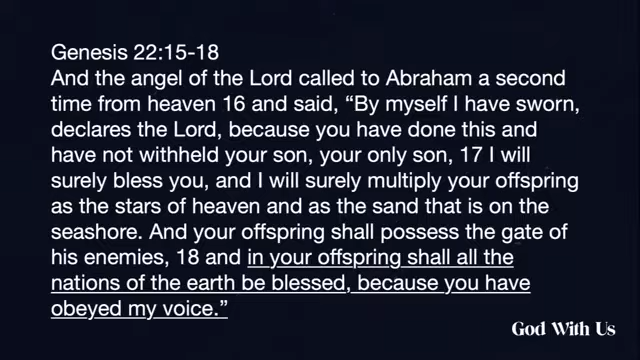 Genesis 22:15-18
And the angel of the Lord called to Abraham a second
time from heaven 16 and said, “By myself I have sworn,
declares the Lord, because you have done this and
have not withheld your son, your only son, 17 I will
surely bless you, and I will surely multiply your offspring
as the stars of heaven and as the sand that is on the
seashore. And your offspring shall possess the gate of
his enemies, 18 and in your offspring shall all the
nations of the earth be blessed, because you have
obeyed my voice.”
God With Us